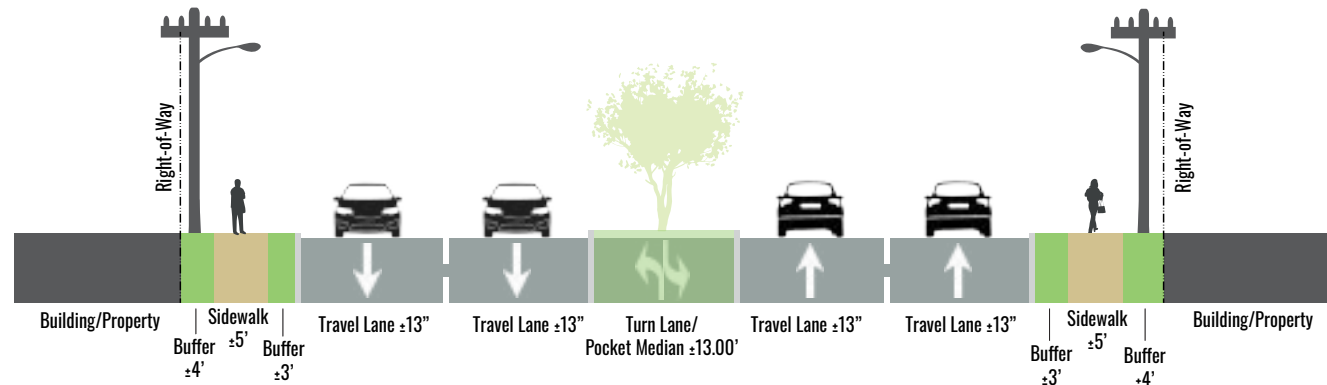 Right-of-Way
Right-of-Way
Building/Property
Buffer
±4’
Sidewalk
±5’
Buffer
±3’
Travel Lane ±13”
Travel Lane ±13”
Turn Lane/
Pocket Median ±13.00’
Travel Lane ±13”
Travel Lane ±13”
Buffer
±3’
Sidewalk
±5’
Buffer
±4’
Building/Property